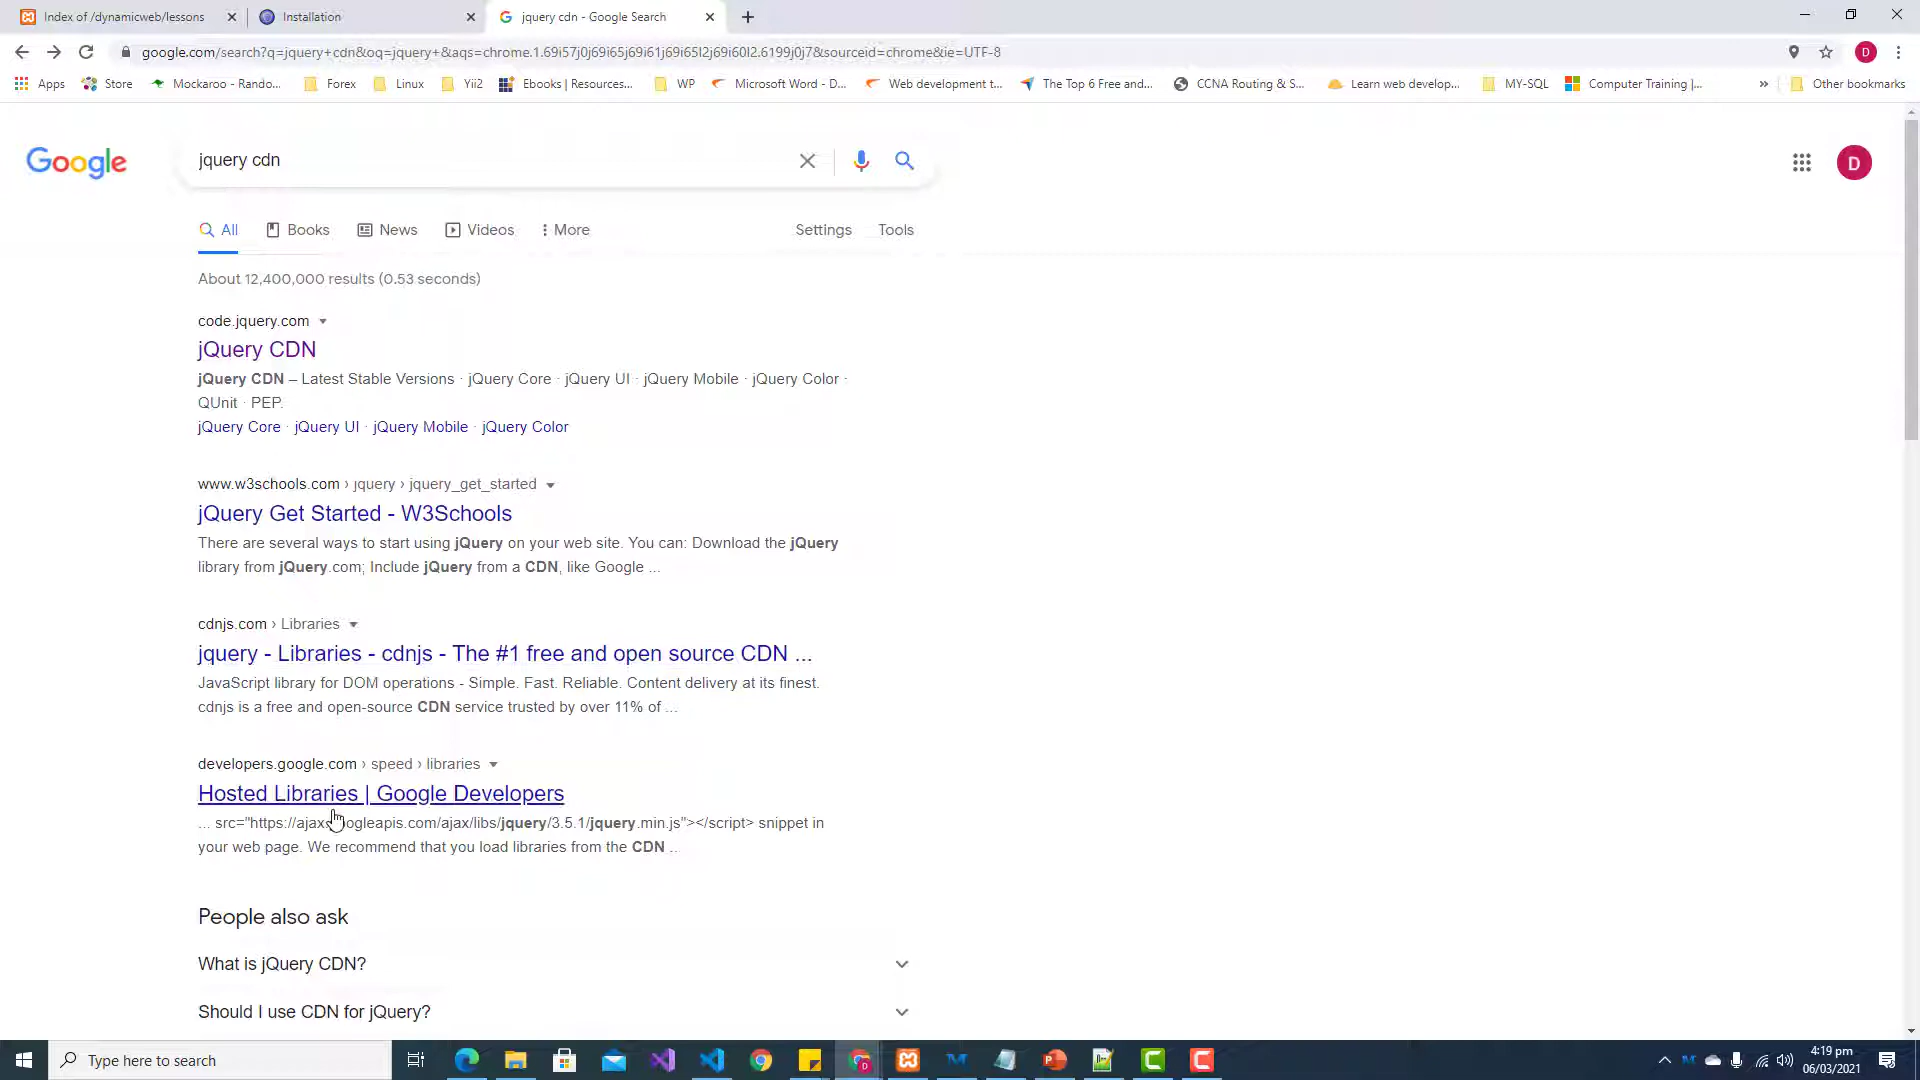 Index of /dynamicweb/lessons
Installation
jquery cdn - Google Search
google.com/search?q=jquery+cdn&oq=jquery+&aqs=chrome.1.69i57j0j69i65j69i61j69i65l2j69i60l2.6199j0j7&sourceid=chrome&ie=UTF-8
D
Apps Store Mockaroo - Rando... Forex Linux Yii2 Ebooks | Resources... WP Microsoft Word - D... Web development t... The Top 6 Free and... CCNA Routing & S... Learn web develop... MY-SQL Computer Training |... » Other bookmarks
Google
jquery cdn
D
All Books News Videos More Settings Tools
About 12,400,000 results (0.53 seconds)
code.jquery.com
jQuery CDN
jQuery CDN – Latest Stable Versions · jQuery Core · jQuery UI · jQuery Mobile · jQuery Color ·
QUnit · PEP.
jQuery Core · jQuery UI · jQuery Mobile · jQuery Color
www.w3schools.com › jquery › jquery_get_started
jQuery Get Started - W3Schools
There are several ways to start using jQuery on your web site. You can: Download the jQuery
library from jQuery.com; Include jQuery from a CDN, like Google ...
cdnjs.com › Libraries
jquery - Libraries - cdnjs - The #1 free and open source CDN ...
JavaScript library for DOM operations - Simple. Fast. Reliable. Content delivery at its finest.
cdnjs is a free and open-source CDN service trusted by over 11% of ...
developers.google.com › speed › libraries
Hosted Libraries | Google Developers
... src="https://ajax.googleapis.com/ajax/libs/jquery/3.5.1/jquery.min.js"></script> snippet in
your web page. We recommend that you load libraries from the CDN ...
People also ask
What is jQuery CDN?
Should I use CDN for jQuery?
Type here to search
4:19 pm
06/03/2021